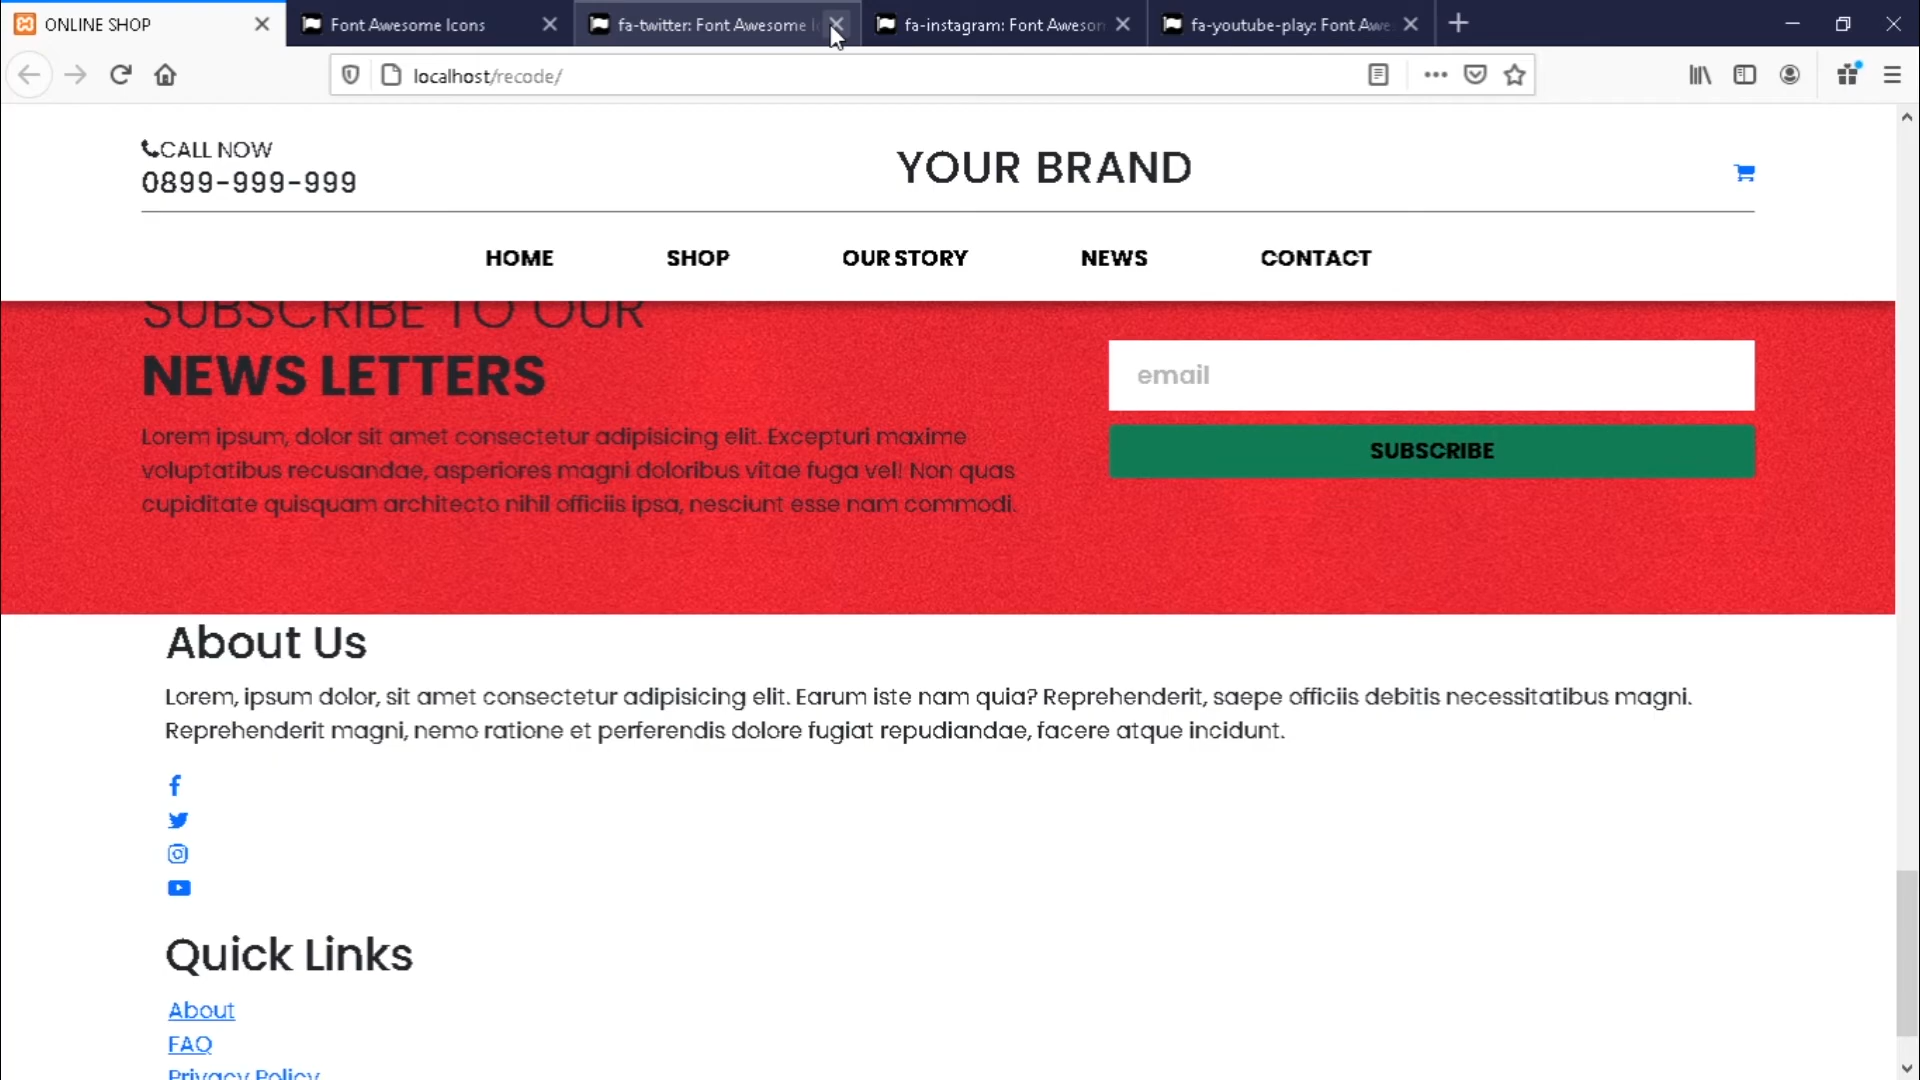 ONLINE SHOP
Font Awesome Icons
fa-twitter: Font Awesome
fa-instagram: Font Aweson
fa-youtube-play: Font Awe
localhost/recode/
CALL NOW
0899-999-999
YOUR BRAND
HOME
SHOP
OUR STORY
NEWS
CONTACT
SUBSCRIBE TO OUR
NEWS LETTERS
Lorem ipsum, dolor sit amet consectetur adipisicing elit. Excepturi maxime
voluptatibus recusandae, asperiores magni doloribus vitae fuga vel! Non quas
cupiditate quisquam architecto nihil officiis ipsa, nesciunt esse nam commodi.
email
SUBSCRIBE
About Us
Lorem, ipsum dolor, sit amet consectetur adipisicing elit. Earum iste nam quia? Reprehenderit, saepe officiis debitis necessitatibus magni.
Reprehenderit magni, nemo ratione et perferendis dolore fugiat repudiandae, facere atque incidunt.
Quick Links
About
FAQ
Privacy Policy